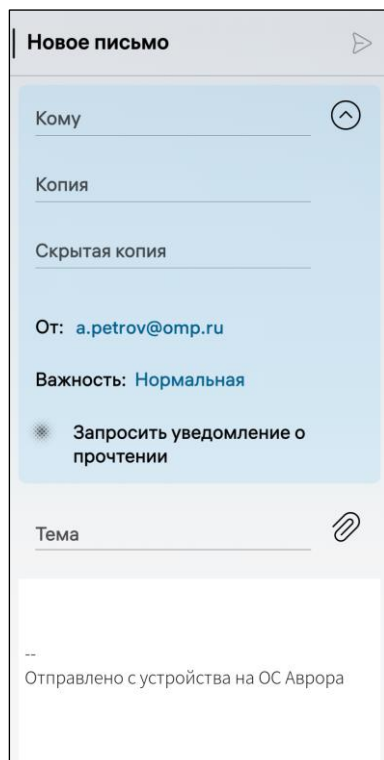 Новое письмо
Кому
Копия
Скрытая копия
От: a.petrov@omp.ru
Важность: Нормальная
Запросить уведомление о
прочтении
Тема
--
Отправлено с устройства на ОС Аврора